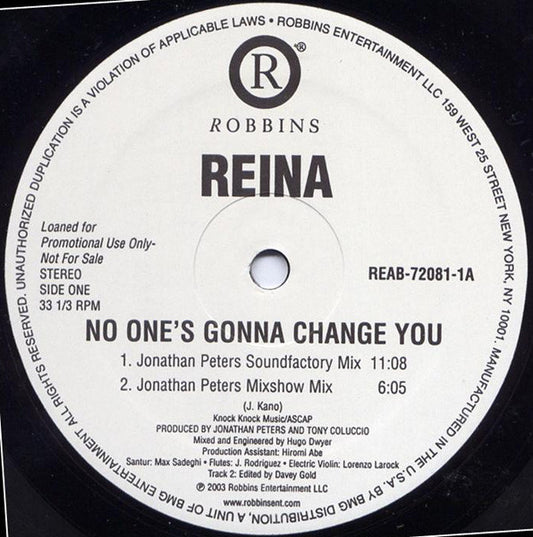 ALL RIGHTS RESERVED. UNAUTHORIZED DUPLICATION IS A VIOLATION OF APPLICABLE LAWS • ROBBINS ENTERTAINMENT LLC 159 WEST 25 STREET NEW YORK, NY 10001. MANUFACTURED IN THE U.S.A. BY BMG DISTRIBUTION, A UNIT OF BMG ENTERTAINMENT
R®
ROBBINS
REINA
Loaned for
Promotional Use Only-
Not For Sale
STEREO
SIDE ONE
33 1/3 RPM
REAB-72081-1A
NO ONE'S GONNA CHANGE YOU
1. Jonathan Peters Soundfactory Mix 11:08
2. Jonathan Peters Mixshow Mix 6:05
(J. Kano)
Knock Knock Music/ASCAP
PRODUCED BY JONATHAN PETERS AND TONY COLUCCIO
Mixed and Engineered by Hugo Dwyer
Production Assistant: Hiromi Abe
Santur: Max Sadeghi • Flutes: J. Rodriguez • Electric Violin: Lorenzo Larock
Track 2: Edited by Davey Gold
℗ 2003 Robbins Entertainment LLC
www.robbinsent.com